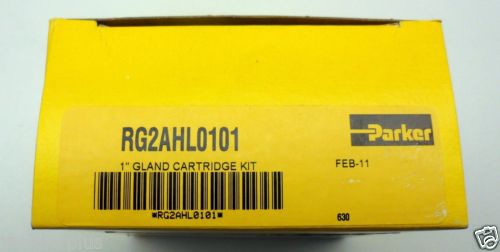 RG2AHL0101
Parker
1" GLAND CARTRIDGE KIT
FEB-11
*RG2AHL0101*
630